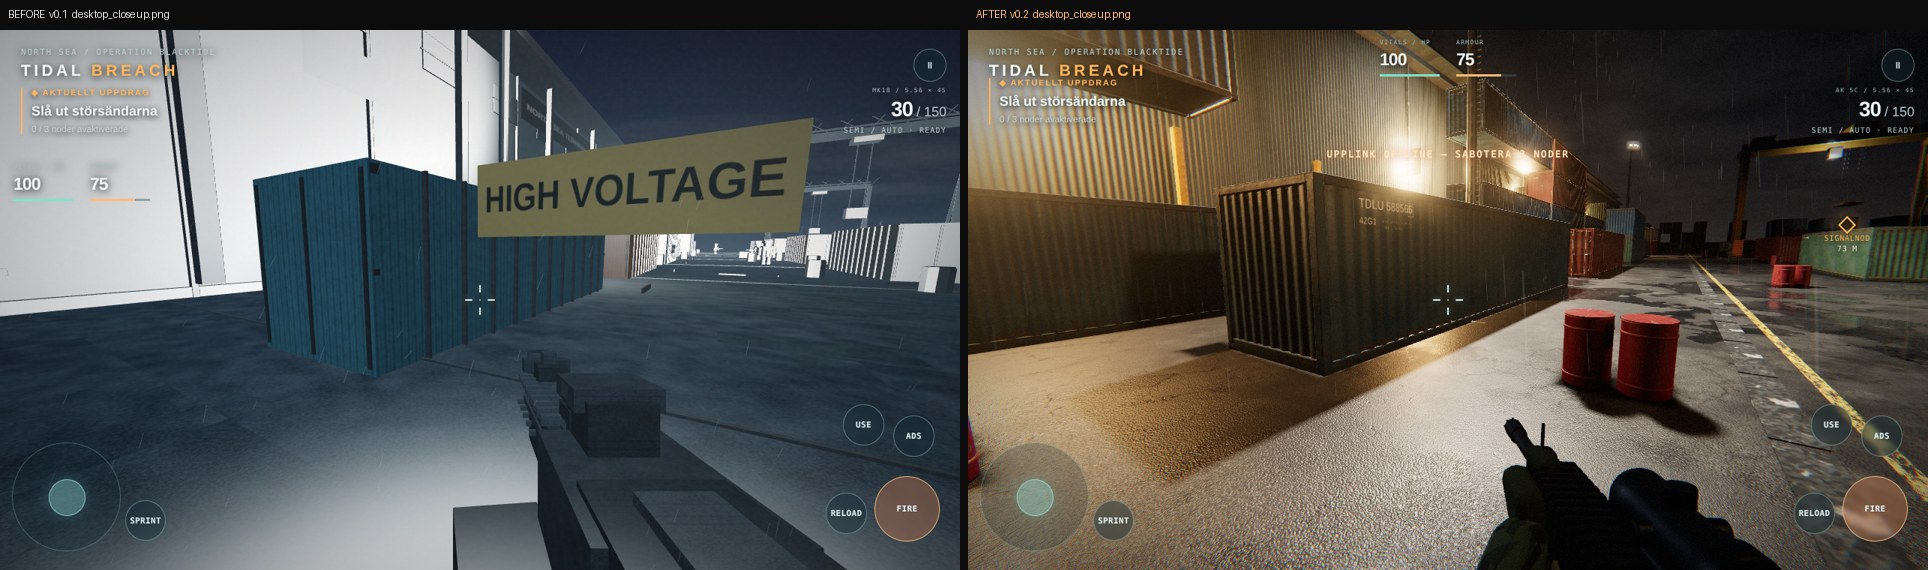 BEFORE v0.1 desktop_closeup.png
NORTH SEA / OPERATION BLACKTIDE
TIDAL BREACH
◆ AKTUELLT UPPDRAG
Slå ut störsändarna
0 / 3 noder avaktiverade
100
75
MK18 / 5.56 × 45
30 / 150
SEMI / AUTO · READY
HIGH VOLTAGE
USE
ADS
SPRINT
RELOAD
FIRE
AFTER v0.2 desktop_closeup.png
NORTH SEA / OPERATION BLACKTIDE
TIDAL BREACH
◆ AKTUELLT UPPDRAG
Slå ut störsändarna
0 / 3 noder avaktiverade
VITALS / HP
ARMOUR
100
75
AK 5C / 5.56 × 45
30 / 150
SEMI / AUTO · READY
UPPLINK — SABOTERA NODER
TDLU
42G1
SIGNALNOD
73 M
USE
ADS
SPRINT
RELOAD
FIRE